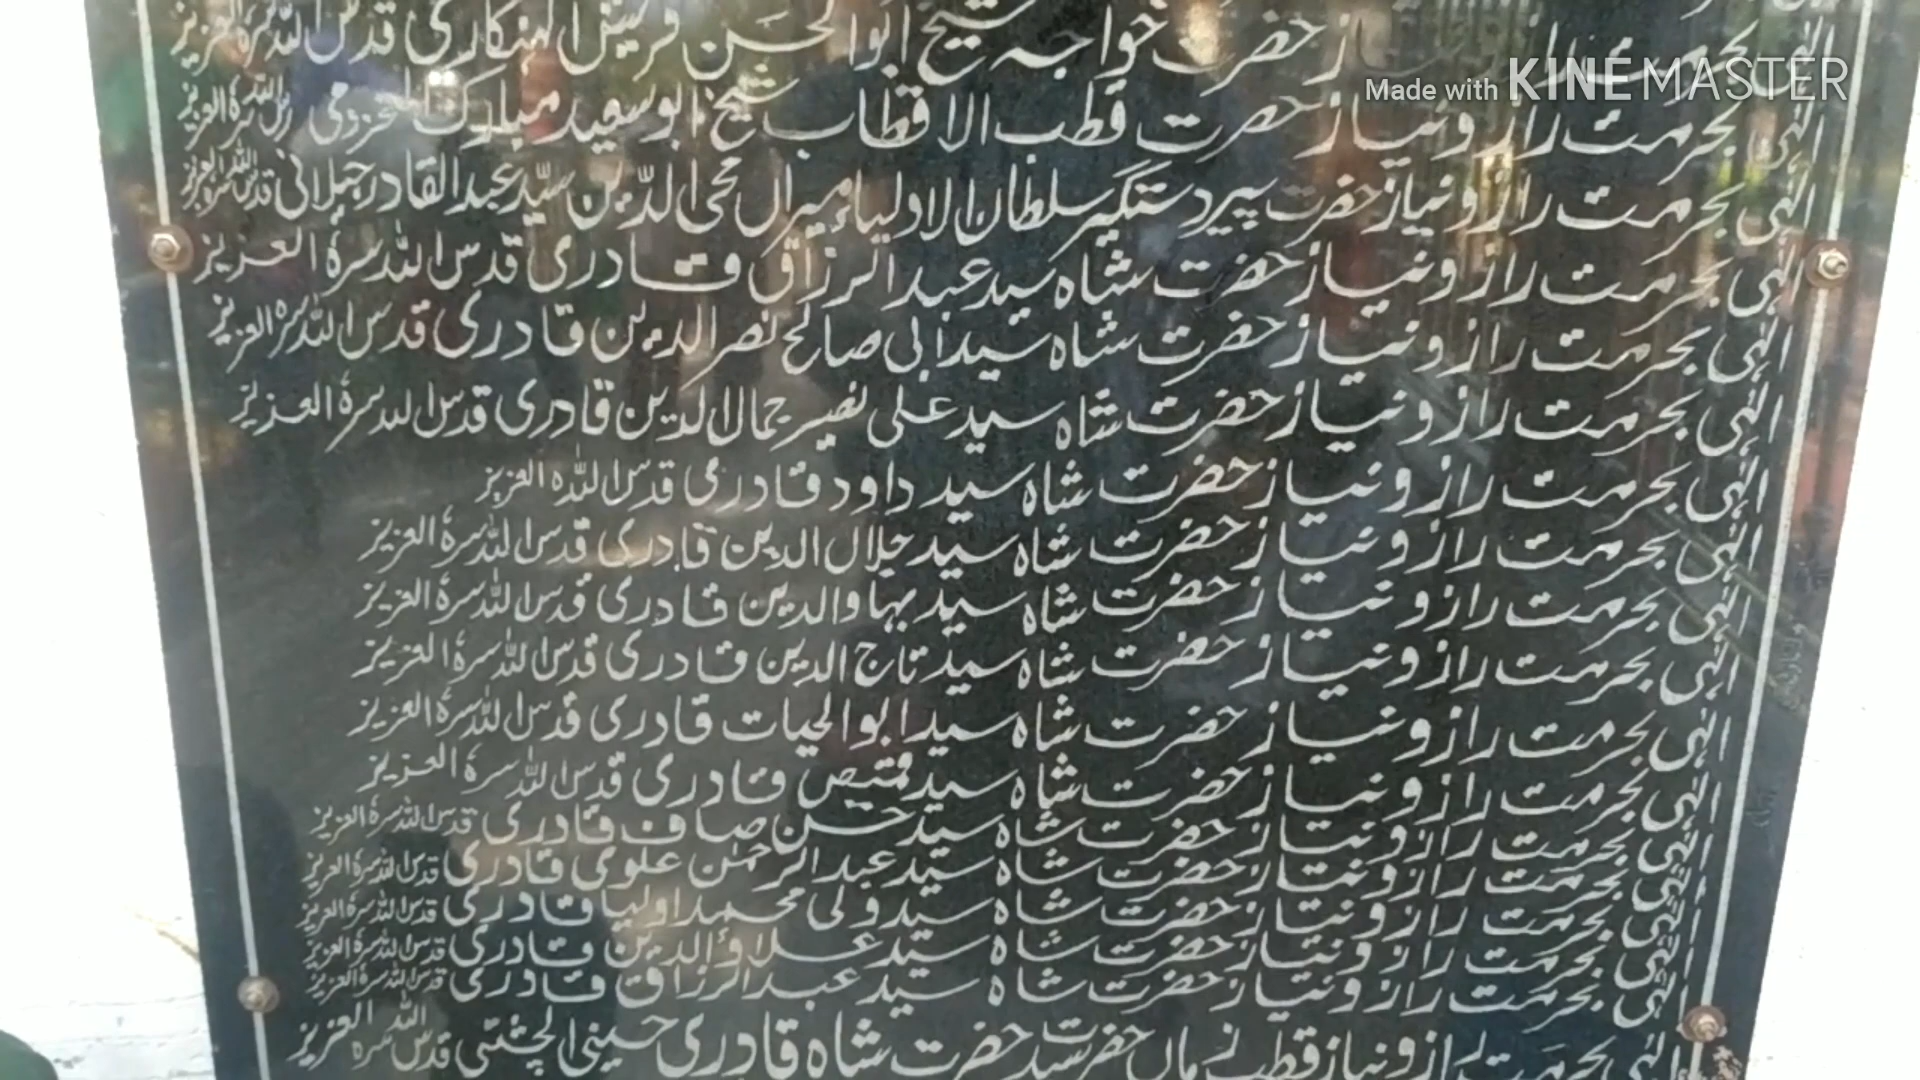 الٰہی بحرمت راز و نیاز حضرت خواجہ شیخ ابوالحسن قریشی الہنکاری قدس اللہ سرہٗ العزیز
Made with KINEMASTER
الٰہی بحرمت راز و نیاز حضرت قطب الاقطاب شیخ ابوسعید مبارک المخزومی قدس اللہ سرہٗ العزیز
الٰہی بحرمت راز و نیاز حضرت پیر دستگیر سلطان الاولیا میراں محی الدّین سیّد عبدالقادر جیلانی قدس اللہ سرہٗ العزیز
الٰہی بحرمت راز و نیاز حضرت شاہ سید عبدالرزاق قادری قدس اللہ سرہٗ العزیز
الٰہی بحرمت راز و نیاز حضرت شاہ سید ابی صالح نصر الدین قادری قدس اللہ سرہٗ العزیز
الٰہی بحرمت راز و نیاز حضرت شاہ سید علی نصیر جمال الدین قادری قدس اللہ سرہٗ العزیز
الٰہی بحرمت راز و نیاز حضرت شاہ سید داود قادری قدس اللہ العزیز
الٰہی بحرمت راز و نیاز حضرت شاہ سید جلال الدین قادری قدس اللہ سرہٗ العزیز
الٰہی بحرمت راز و نیاز حضرت شاہ سید بہاوالدین قادری قدس اللہ سرہٗ العزیز
الٰہی بحرمت راز و نیاز حضرت شاہ سید تاج الدین قادری قدس اللہ سرہٗ العزیز
الٰہی بحرمت راز و نیاز حضرت شاہ سید ابوالحیات قادری قدس اللہ سرہٗ العزیز
الٰہی بحرمت راز و نیاز حضرت شاہ سید قمیص قادری قدس اللہ سرہٗ العزیز
الٰہی بحرمت راز و نیاز حضرت شاہ سید حسن صاف قادری قدس اللہ سرہٗ العزیز
الٰہی بحرمت راز و نیاز حضرت شاہ سید عبدالرحمٰن علوی قادری قدس اللہ سرہٗ العزیز
الٰہی بحرمت راز و نیاز حضرت شاہ سید ولی محمد اولیا قادری قدس اللہ سرہٗ العزیز
الٰہی بحرمت راز و نیاز حضرت شاہ سید علاؤالدین قادری قدس اللہ سرہٗ العزیز
الٰہی بحرمت راز و نیاز حضرت شاہ سید عبدالرزاق قادری قدس اللہ سرہٗ العزیز
الٰہی بحرمت راز و نیاز قطب زماں حضرت سید حضرت شاہ قادری حسینی الچشتی قدس اللہ سرہ العزیز